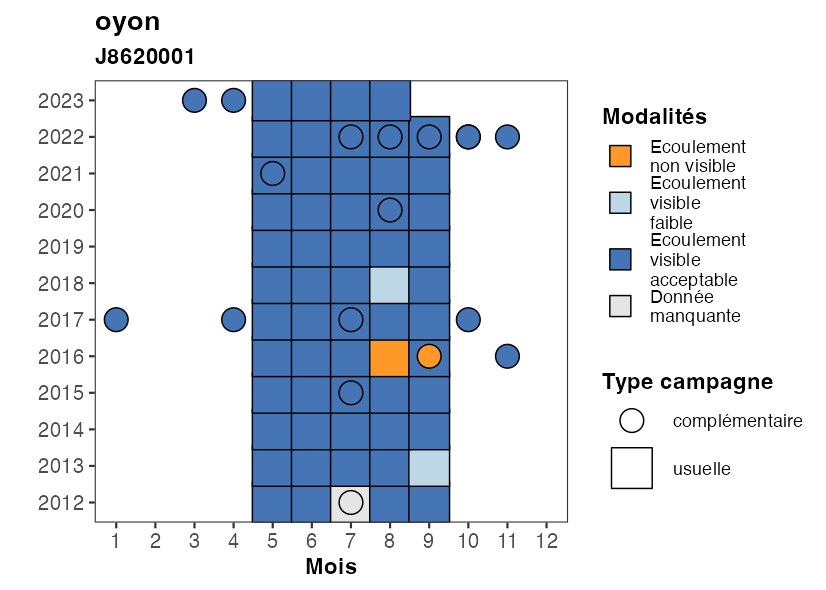 oyon
J8620001
2023
2022
2021
2020
2019
2018
2017
2016
2015
2014
2013
2012
1 2 3 4 5 6 7 8 9 10 11 12
Mois
Modalités
Ecoulement
non visible
Ecoulement
visible
faible
Ecoulement
visible
acceptable
Donnée
manquante
Type campagne
complémentaire
usuelle